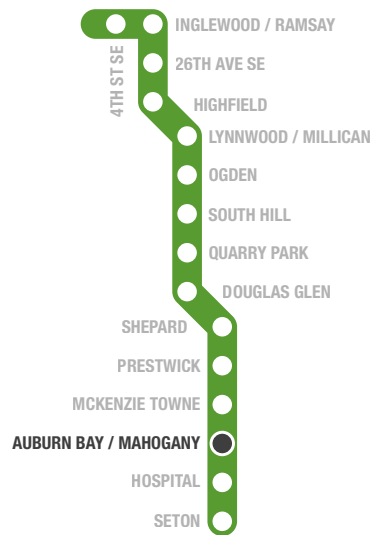 4TH ST SE
INGLEWOOD / RAMSAY
26TH AVE SE
HIGHFIELD
LYNNWOOD / MILLICAN
OGDEN
SOUTH HILL
QUARRY PARK
DOUGLAS GLEN
SHEPARD
PRESTWICK
MCKENZIE TOWNE
AUBURN BAY / MAHOGANY
HOSPITAL
SETON